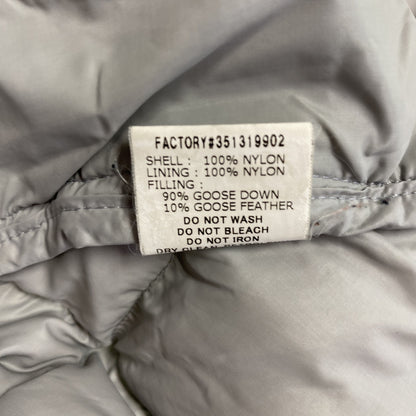 FACTORY#351319902
SHELL : 100% NYLON
LINING : 100% NYLON
FILLING :
90% GOOSE DOWN
10% GOOSE FEATHER
DO NOT WASH
DO NOT BLEACH
DO NOT IRON
DRY